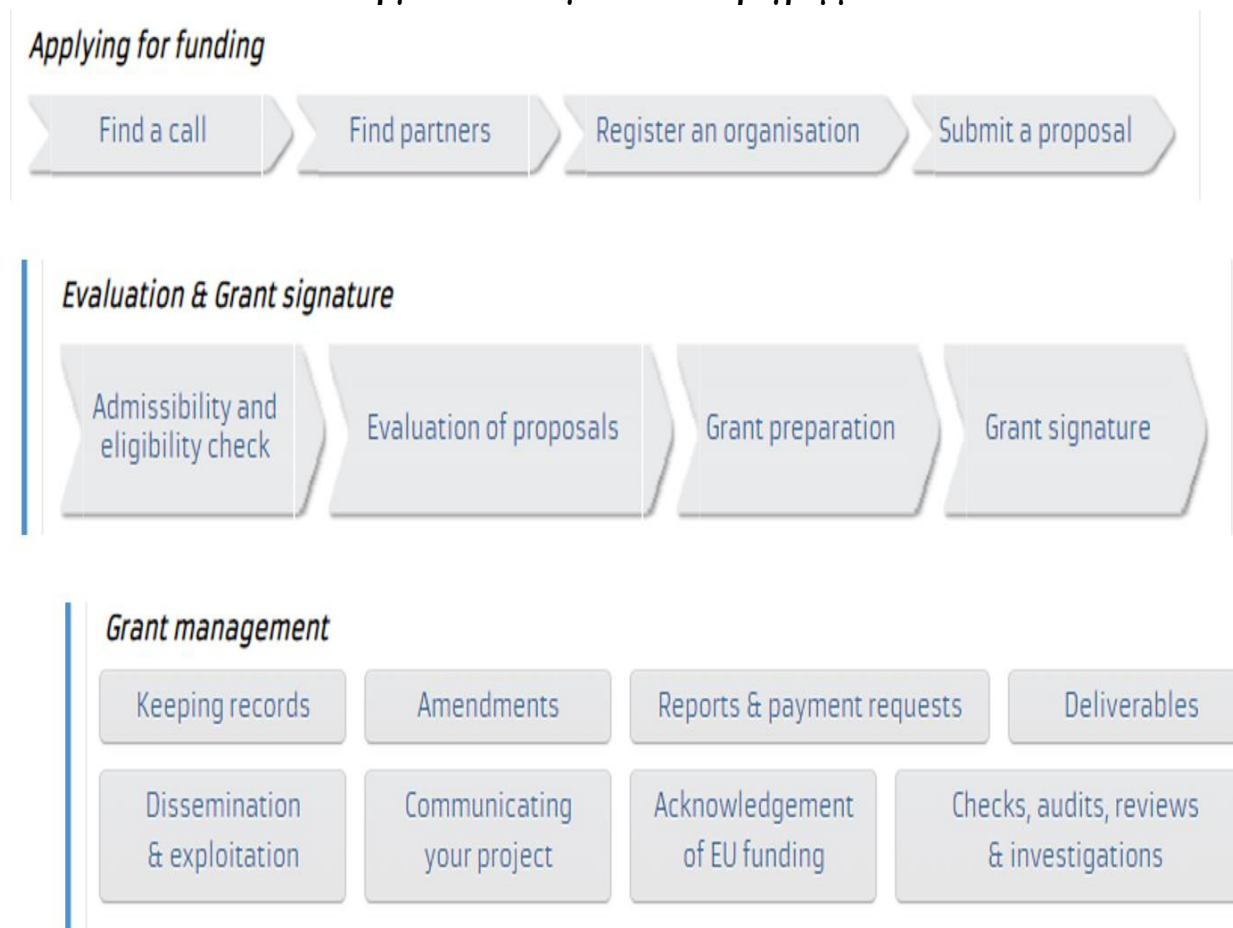 Applying for funding
Find a call
Find partners
Register an organisation
Submit a proposal
Evaluation & Grant signature
Admissibility and
eligibility check
Evaluation of proposals
Grant preparation
Grant signature
Grant management
Keeping records
Amendments
Reports & payment requests
Deliverables
Dissemination
& exploitation
Communicating
your project
Acknowledgement
of EU funding
Checks, audits, reviews
& investigations